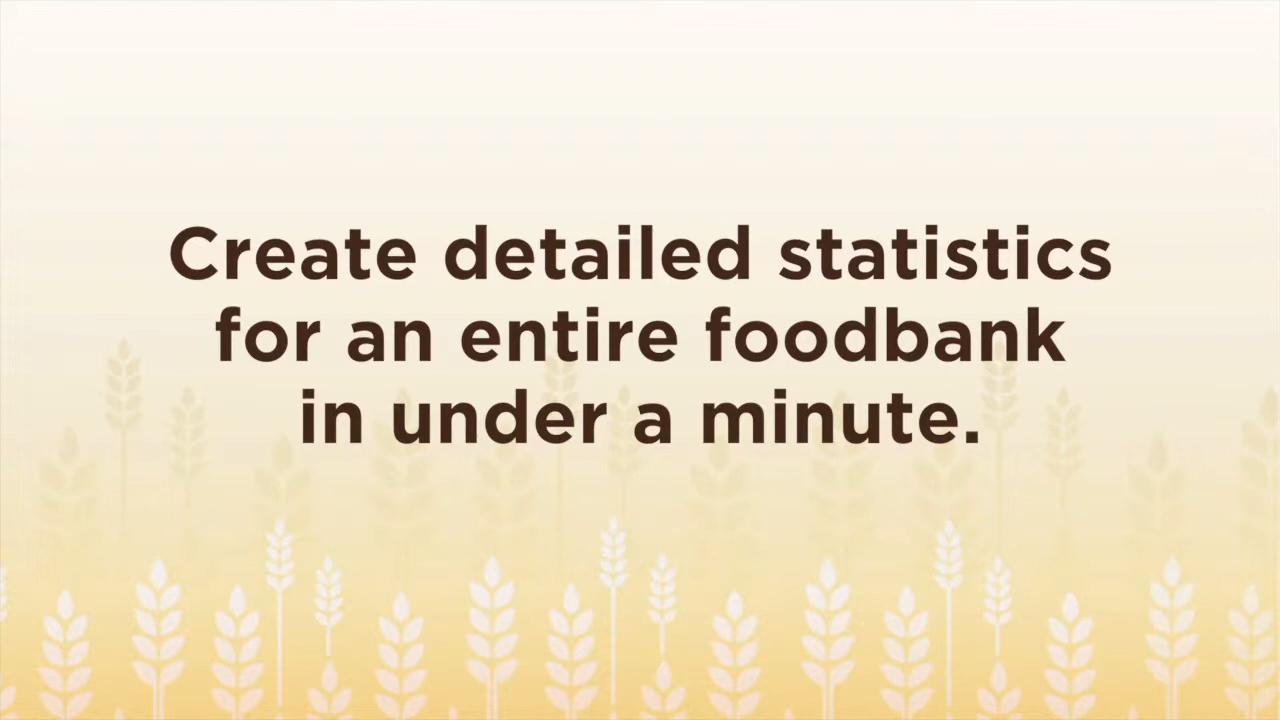 Create detailed statistics
for an entire foodbank
in under a minute.